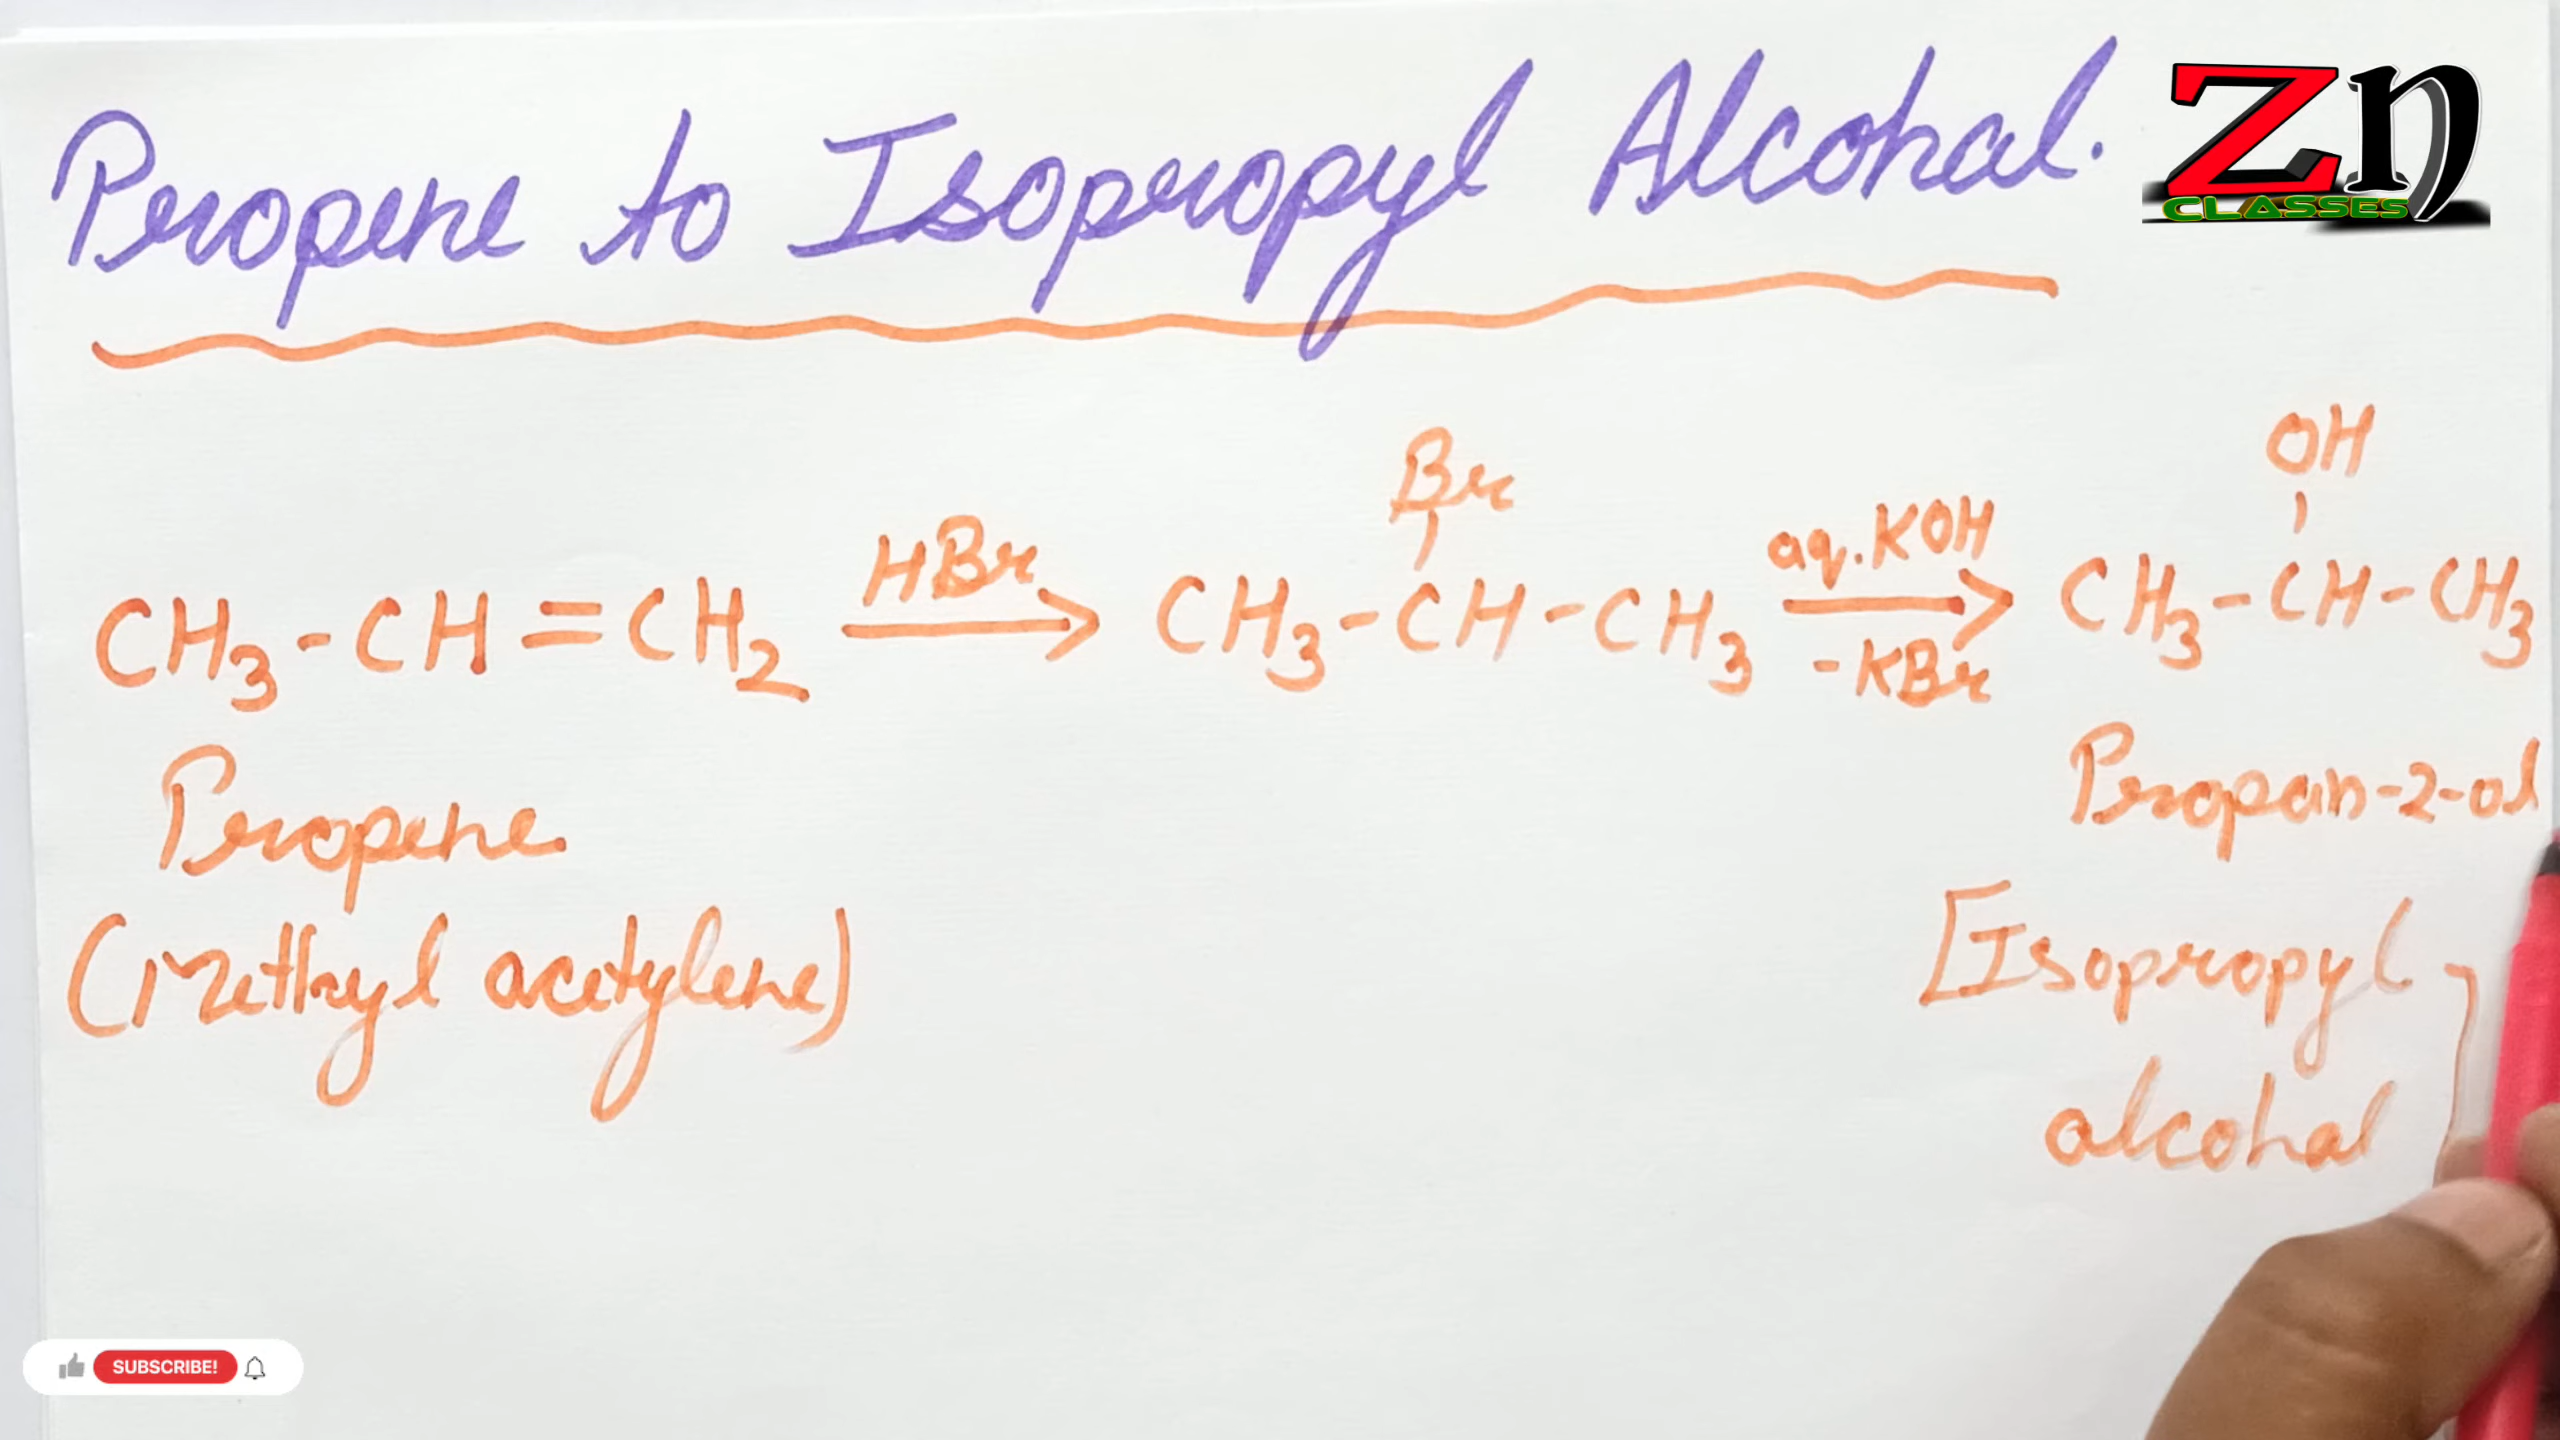 Propene to Isopropyl Alcohal.
Zn
CLASSES
CH3-CH=CH2 HBr CH3-CH-CH3 aq.KOH -KBr CH3-CH-CH3
Br
OH
Propene
Propan-2-ol
(Methyl acetylene)
[Isopropyl
alcohal]
SUBSCRIBE!